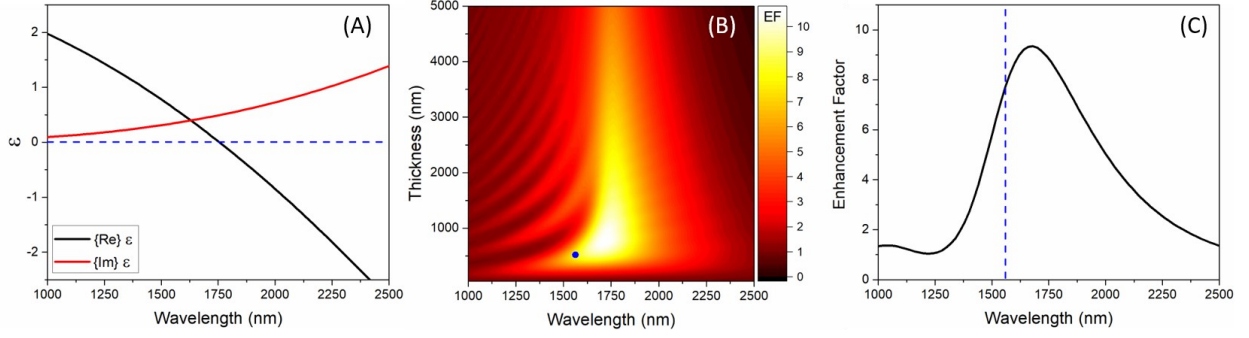 (A)
2
1
0
-1
-2
ε
{Re} ε
{Im} ε
1000 1250 1500 1750 2000 2250 2500
Wavelength (nm)
(B)
5000
4000
3000
2000
1000
Thickness (nm)
1000 1250 1500 1750 2000 2250 2500
Wavelength (nm)
EF
10
9
8
7
6
5
4
3
2
1
0
(C)
10
8
6
4
2
0
Enhancement Factor
1000 1250 1500 1750 2000 2250 2500
Wavelength (nm)